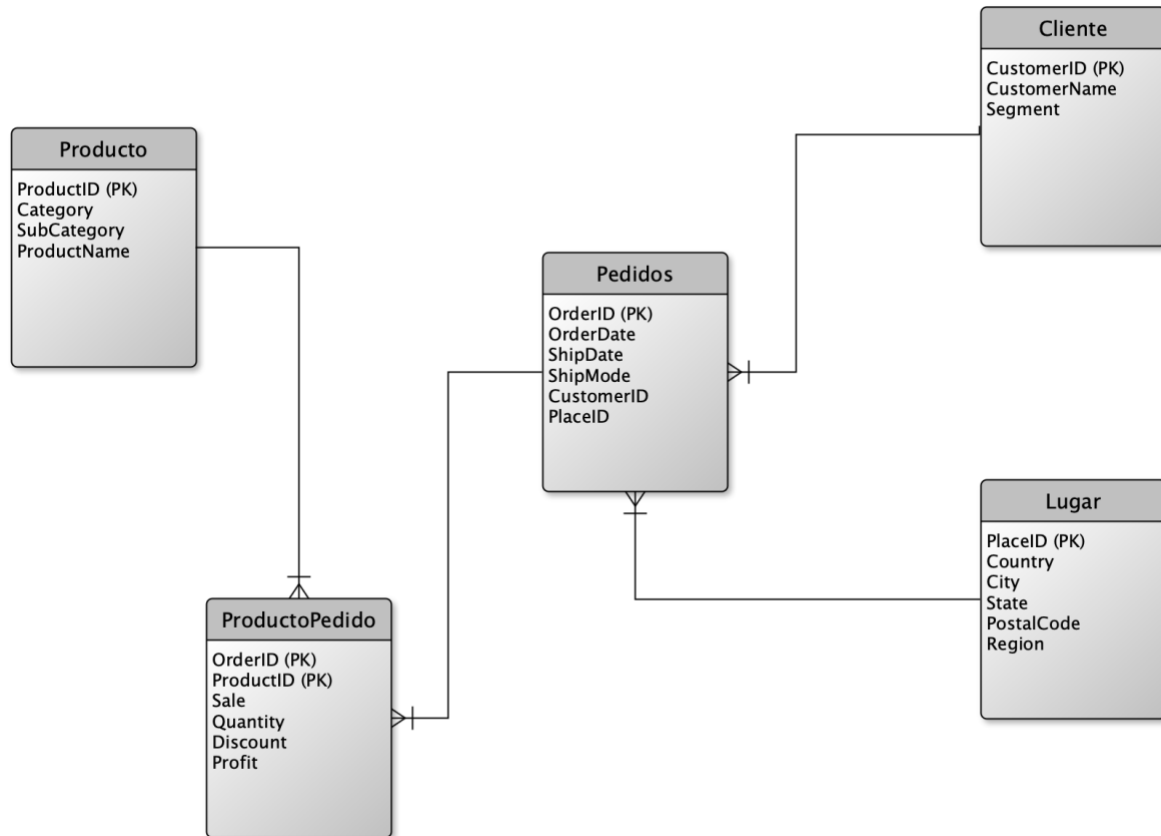 Cliente
CustomerID (PK)
CustomerName
Segment
Producto
ProductID (PK)
Category
SubCategory
ProductName
Pedidos
OrderID (PK)
OrderDate
ShipDate
ShipMode
CustomerID
PlaceID
Lugar
PlaceID (PK)
Country
City
State
PostalCode
Region
ProductoPedido
OrderID (PK)
ProductID (PK)
Sale
Quantity
Discount
Profit